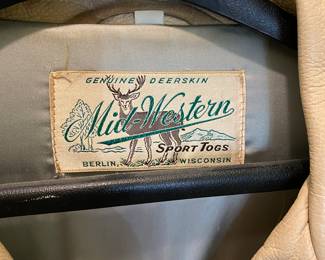 GENUINE DEERSKIN
Mid-Western
SPORT TOGS
BERLIN, WISCONSIN